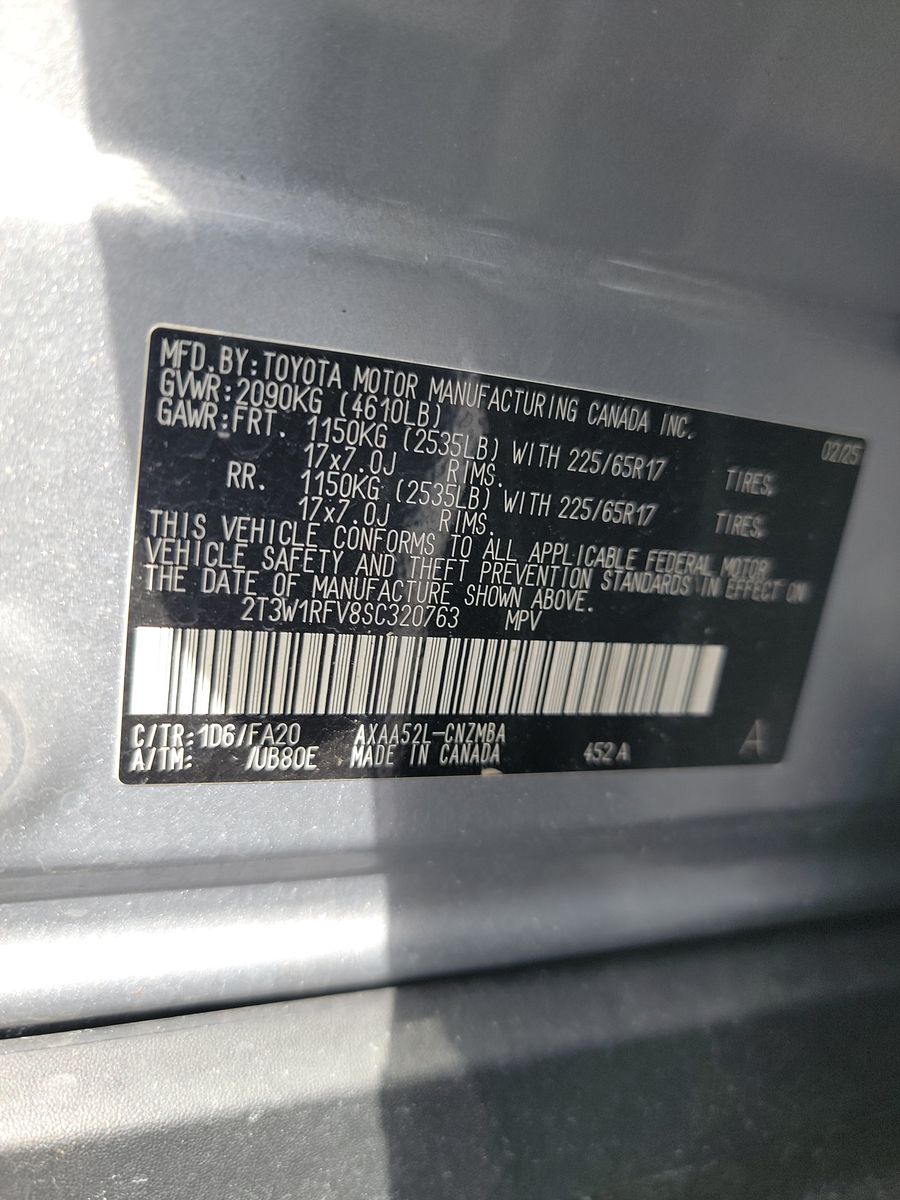 MFD.BY:TOYOTA MOTOR MANUFACTURING CANADA INC.
GVWR:2090KG (4610LB) 02/25
GAWR:FRT. 1150KG (2535LB) WITH 225/65R17 TIRES,
17x7.0J RIMS.
RR. 1150KG (2535LB) WITH 225/65R17 TIRES,
17x7.0J RIMS.
THIS VEHICLE CONFORMS TO ALL APPLICABLE FEDERAL MOTOR
VEHICLE SAFETY AND THEFT PREVENTION STANDARDS IN EFFECT ON
THE DATE OF MANUFACTURE SHOWN ABOVE.
2T3W1RFV8SC320763 MPV
C/TR:1D6/FA20 AXAA52L-CNZMBA
A/TM: /UB80E MADE IN CANADA 452A A